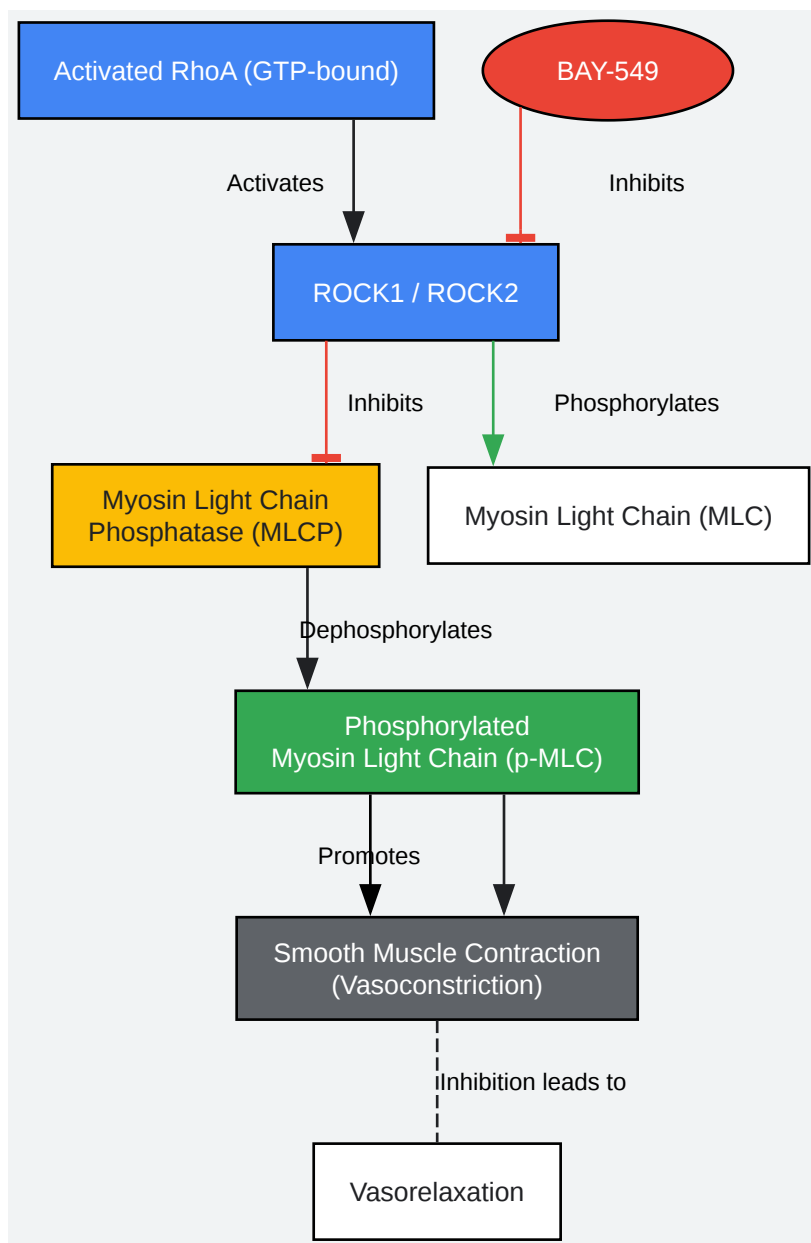 Activated RhoA (GTP-bound)
BAY-549
Activates
Inhibits
ROCK1 / ROCK2
Inhibits
Phosphorylates
Myosin Light Chain
Phosphatase (MLCP)
Myosin Light Chain (MLC)
Dephosphorylates
Phosphorylated
Myosin Light Chain (p-MLC)
Promotes
Smooth Muscle Contraction
(Vasoconstriction)
Inhibition leads to
Vasorelaxation